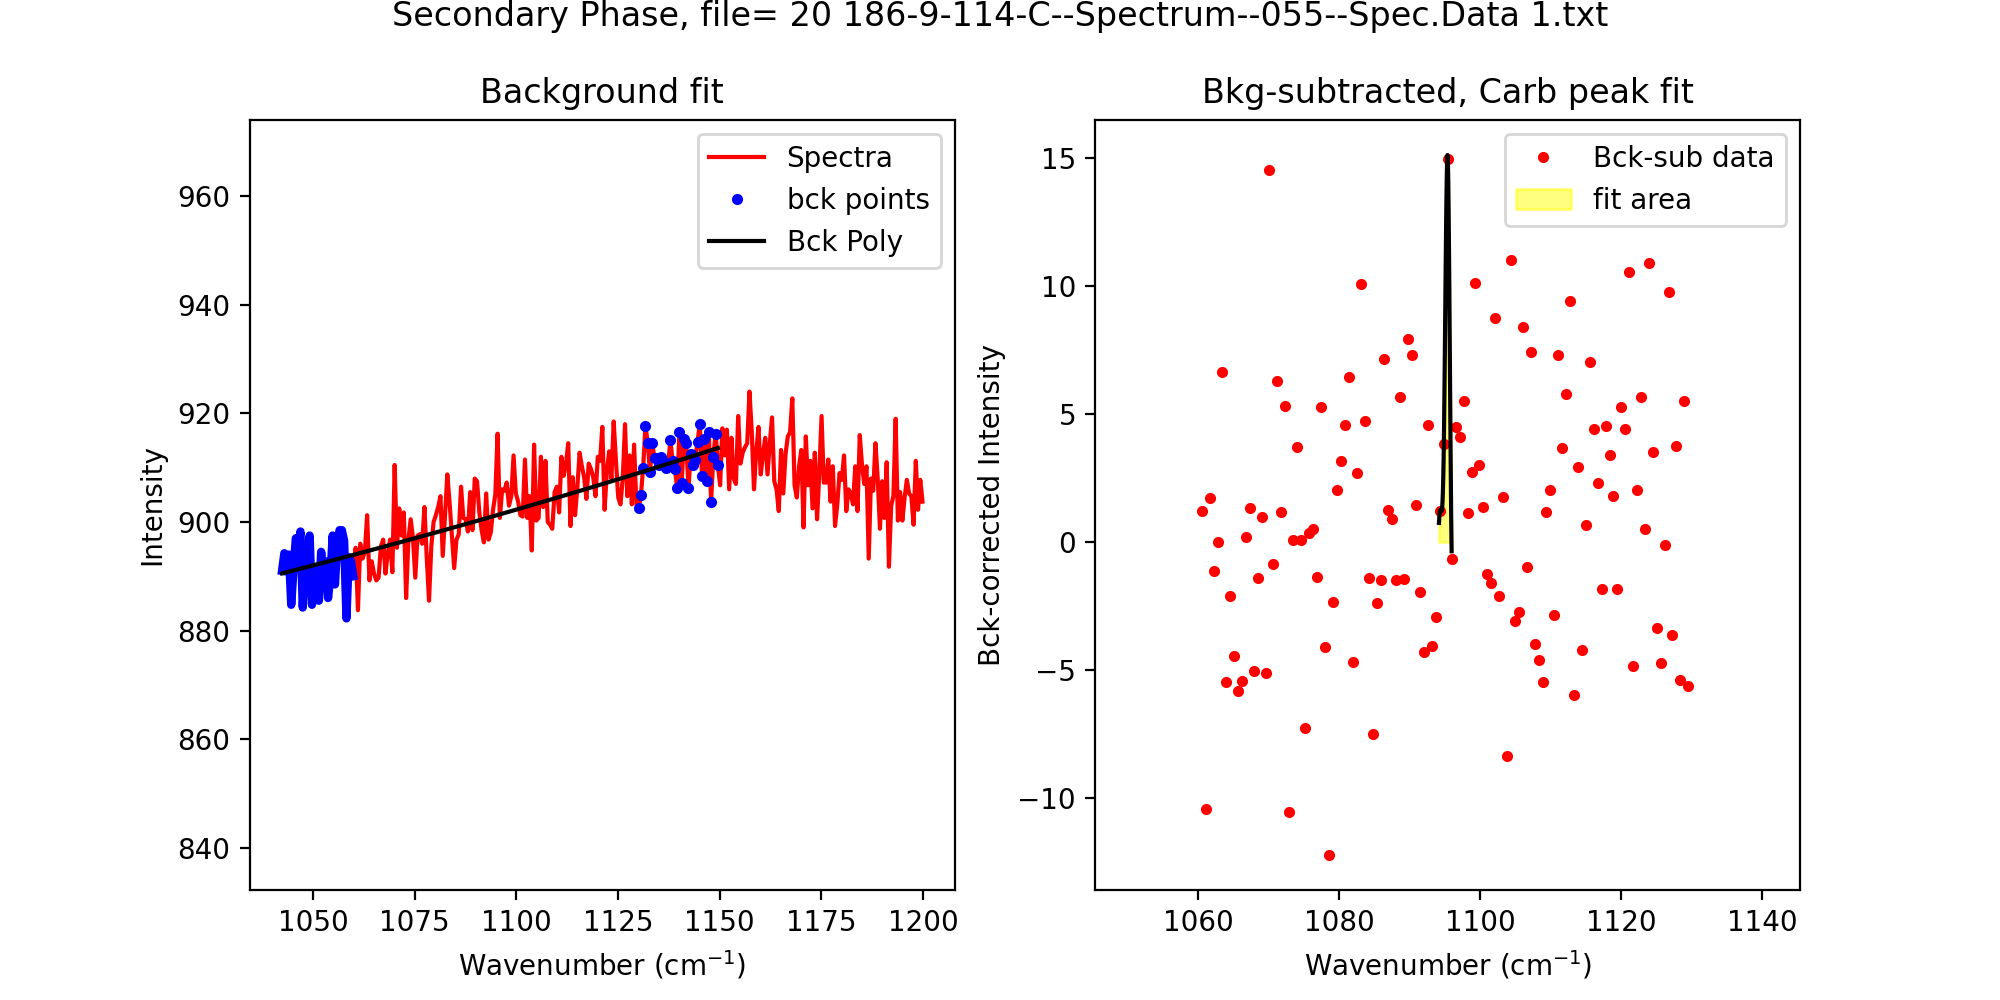 Secondary Phase, file= 20 186-9-114-C--Spectrum--055--Spec.Data 1.txt
Background fit
Spectra
bck points
Bck Poly
Intensity
960
940
920
900
880
860
840
1050 1075 1100 1125 1150 1175 1200
Wavenumber (cm⁻¹)
Bkg-subtracted, Carb peak fit
Bck-sub data
fit area
Bck-corrected Intensity
15
10
5
0
−5
−10
1060 1080 1100 1120 1140
Wavenumber (cm⁻¹)